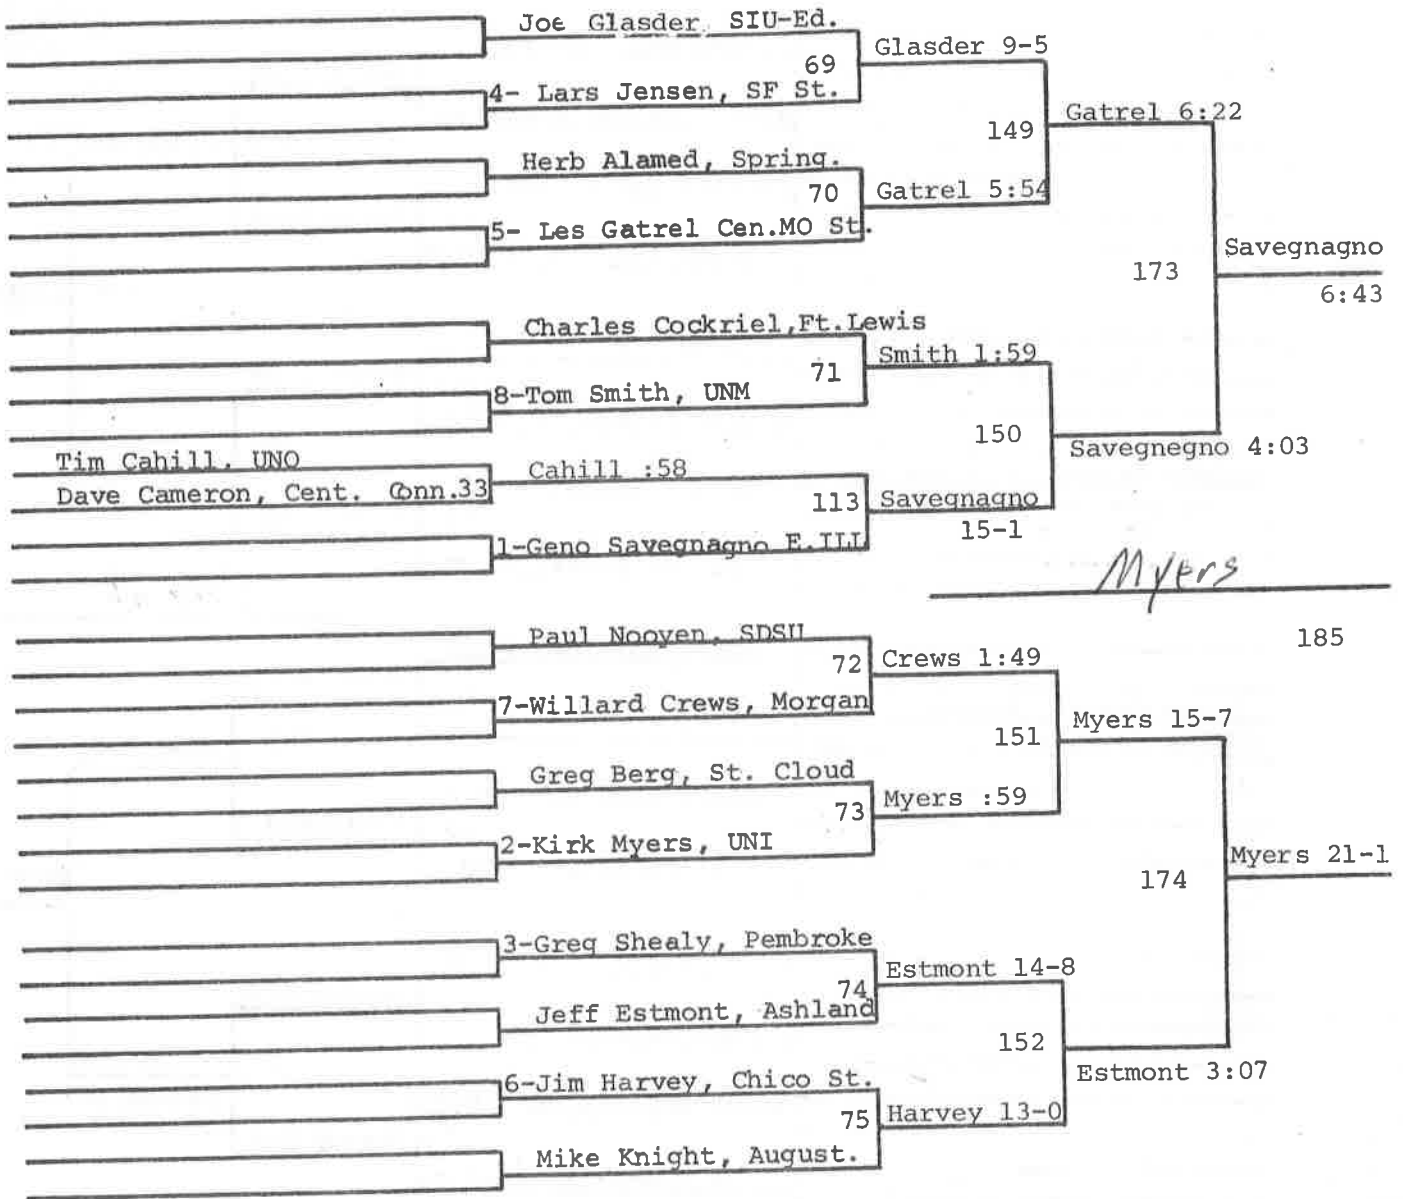 Joe Glasder SIU-Ed.
69
Glasder 9-5
4- Lars Jensen, SF St.
149
Gatrel 6:22
Herb Alamed, Spring.
70
Gatrel 5:54
5- Les Gatrel Cen.MO St.
173
Savegnagno
6:43
Charles Cockriel,Ft.Lewis
71
Smith 1:59
8-Tom Smith, UNM
150
Savegnegno 4:03
Tim Cahill. UNO
Cahill :58
Dave Cameron, Cent. Conn.33
113
Savegnagno
15-1
1-Geno Savegnagno E.ILL
Myers
185
Paul Nooyen, SDSU
72
Crews 1:49
7-Willard Crews, Morgan
151
Myers 15-7
Greg Berg, St. Cloud
73
Myers :59
2-Kirk Myers, UNI
174
Myers 21-1
3-Greg Shealy, Pembroke
74
Estmont 14-8
Jeff Estmont, Ashland
152
Estmont 3:07
6-Jim Harvey, Chico St.
75
Harvey 13-0
Mike Knight, August.